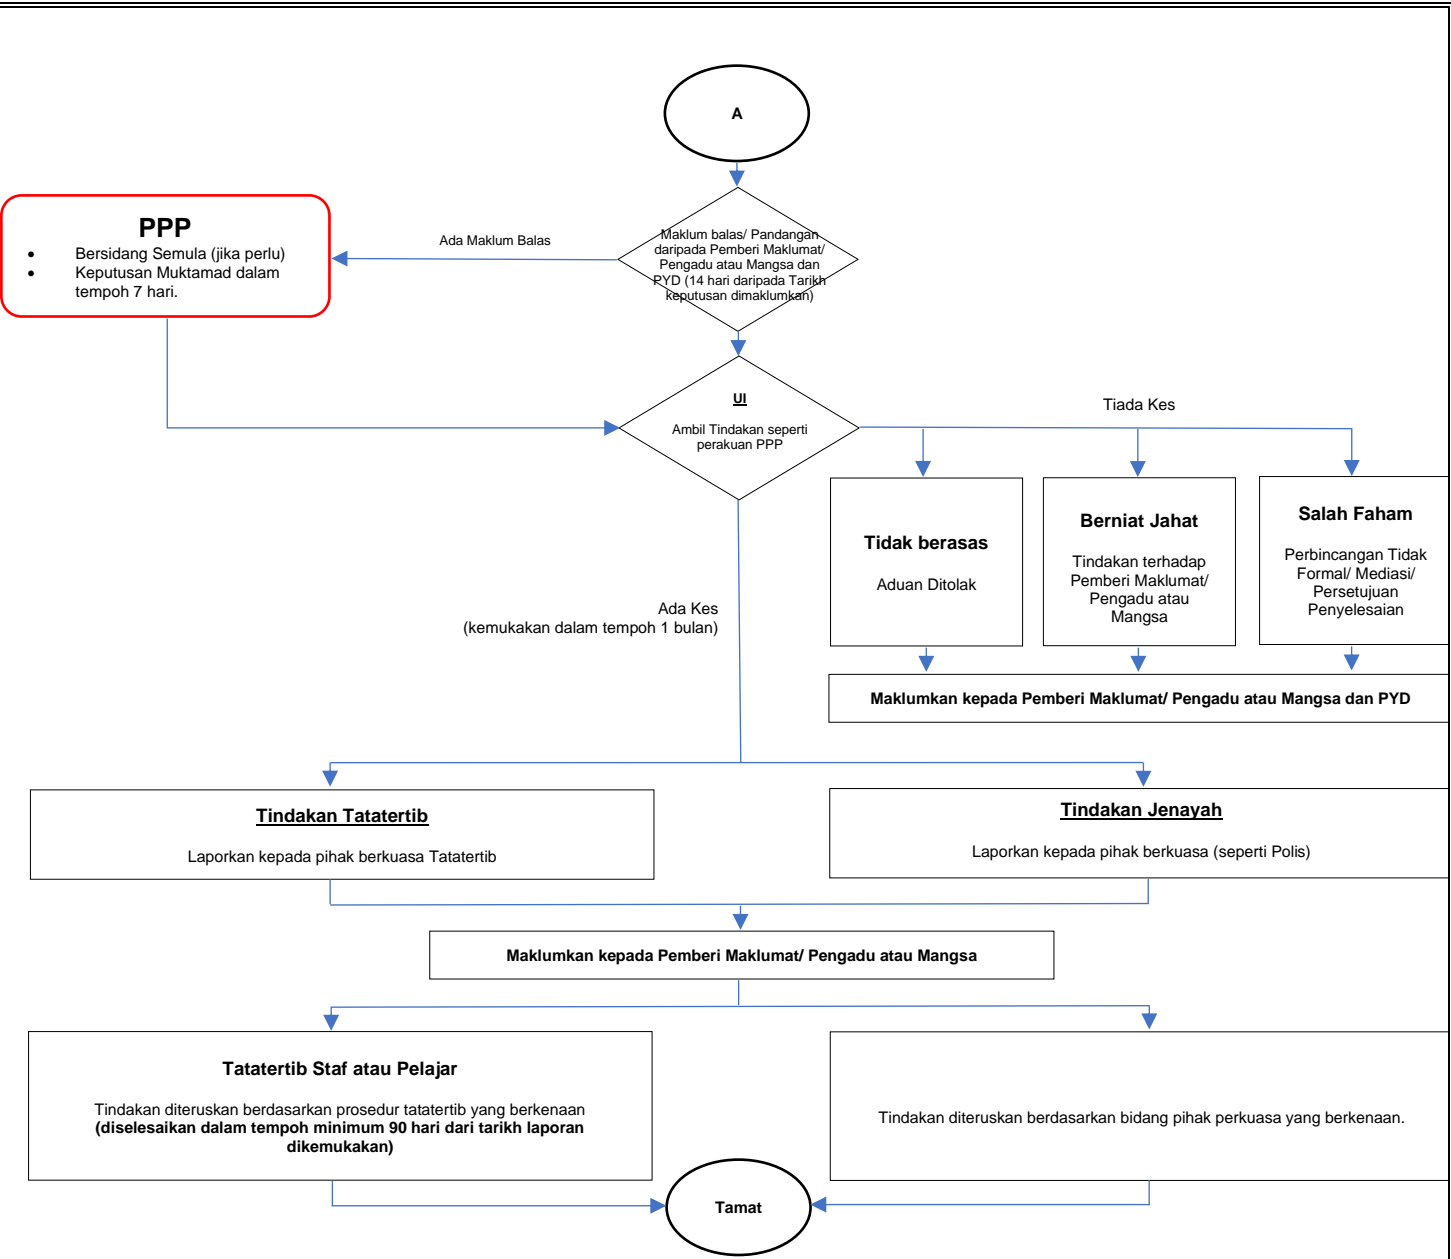 A
Maklum balas/ Pandangan
daripada Pemberi Maklumat/
Pengadu atau Mangsa dan
PYD (14 hari daripada Tarikh
keputusan dimaklumkan)
Ada Maklum Balas
PPP
• Bersidang Semula (jika perlu)
• Keputusan Muktamad dalam
tempoh 7 hari.
UI
Ambil Tindakan seperti
perakuan PPP
Tiada Kes
Tidak berasas
Aduan Ditolak
Berniat Jahat
Tindakan terhadap
Pemberi Maklumat/
Pengadu atau
Mangsa
Salah Faham
Perbincangan Tidak
Formal/ Mediasi/
Persetujuan
Penyelesaian
Ada Kes
(kemukakan dalam tempoh 1 bulan)
Maklumkan kepada Pemberi Maklumat/ Pengadu atau Mangsa dan PYD
Tindakan Tatatertib
Laporkan kepada pihak berkuasa Tatatertib
Tindakan Jenayah
Laporkan kepada pihak berkuasa (seperti Polis)
Maklumkan kepada Pemberi Maklumat/ Pengadu atau Mangsa
Tatatertib Staf atau Pelajar
Tindakan diteruskan berdasarkan prosedur tatatertib yang berkenaan
(diselesaikan dalam tempoh minimum 90 hari dari tarikh laporan
dikemukakan)
Tindakan diteruskan berdasarkan bidang pihak perkuasa yang berkenaan.
Tamat